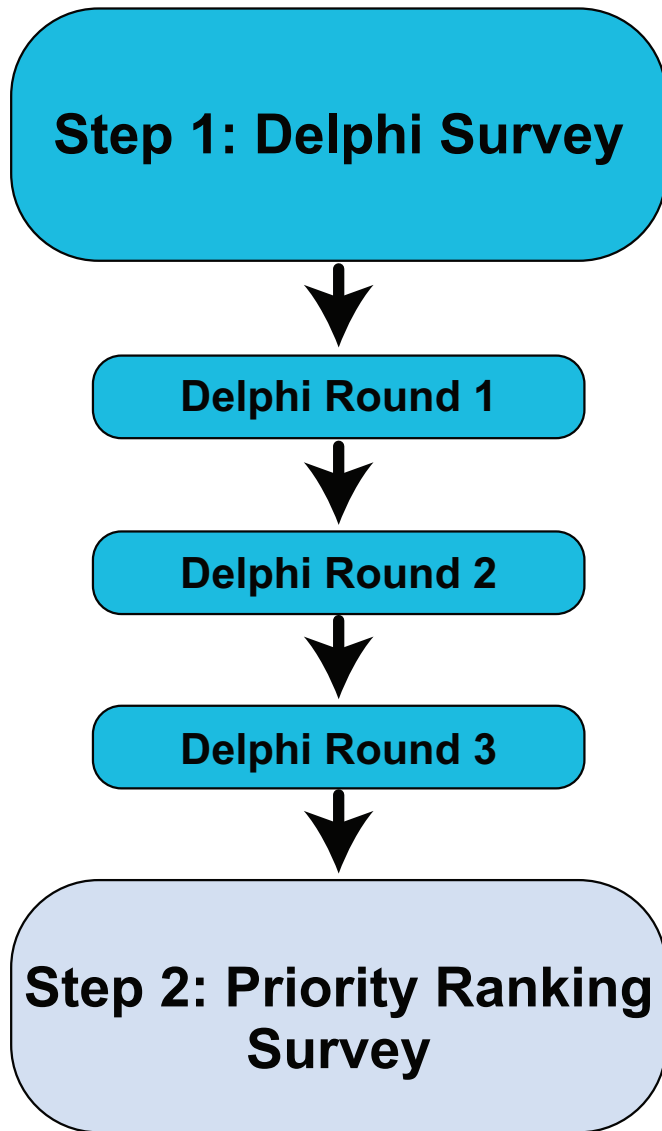 Step 1: Delphi Survey
Delphi Round 1
Delphi Round 2
Delphi Round 3
Step 2: Priority Ranking
Survey